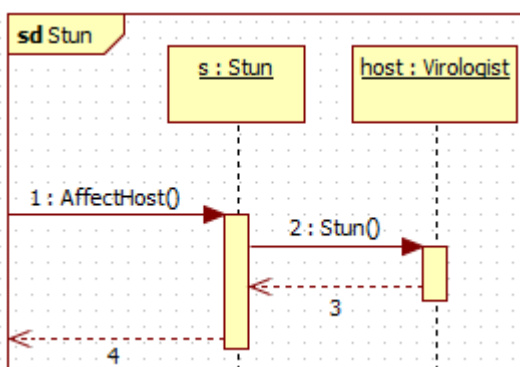 sd Stun
s : Stun
host : Virologist
1 : AffectHost()
2 : Stun()
3
4